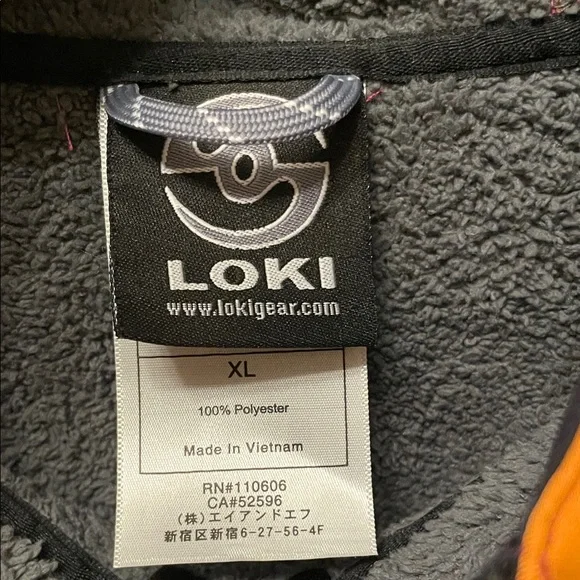 LOKI
www.lokigear.com
XL
100% Polyester
Made In Vietnam
RN#110606
CA#52596
(株)エイアンドエフ
新宿区新宿6-27-56-4F